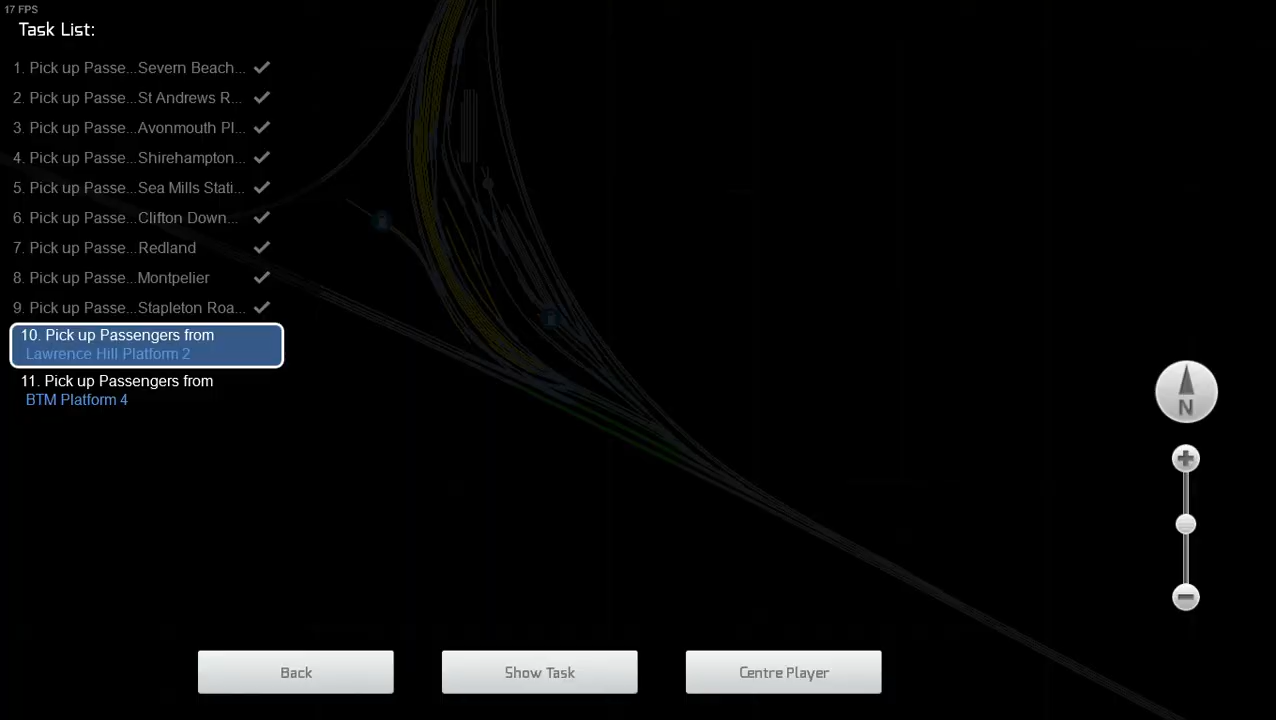 17 FPS
Task List:
1. Pick up Passe...Severn Beach...
2. Pick up Passe...St Andrews R...
3. Pick up Passe...Avonmouth Pl...
4. Pick up Passe...Shirehampton...
5. Pick up Passe...Sea Mills Stati...
6. Pick up Passe...Clifton Down...
7. Pick up Passe...Redland
8. Pick up Passe...Montpelier
9. Pick up Passe...Stapleton Roa...
10. Pick up Passengers from
Lawrence Hill Platform 2
11. Pick up Passengers from
BTM Platform 4
N
Back
Show Task
Centre Player